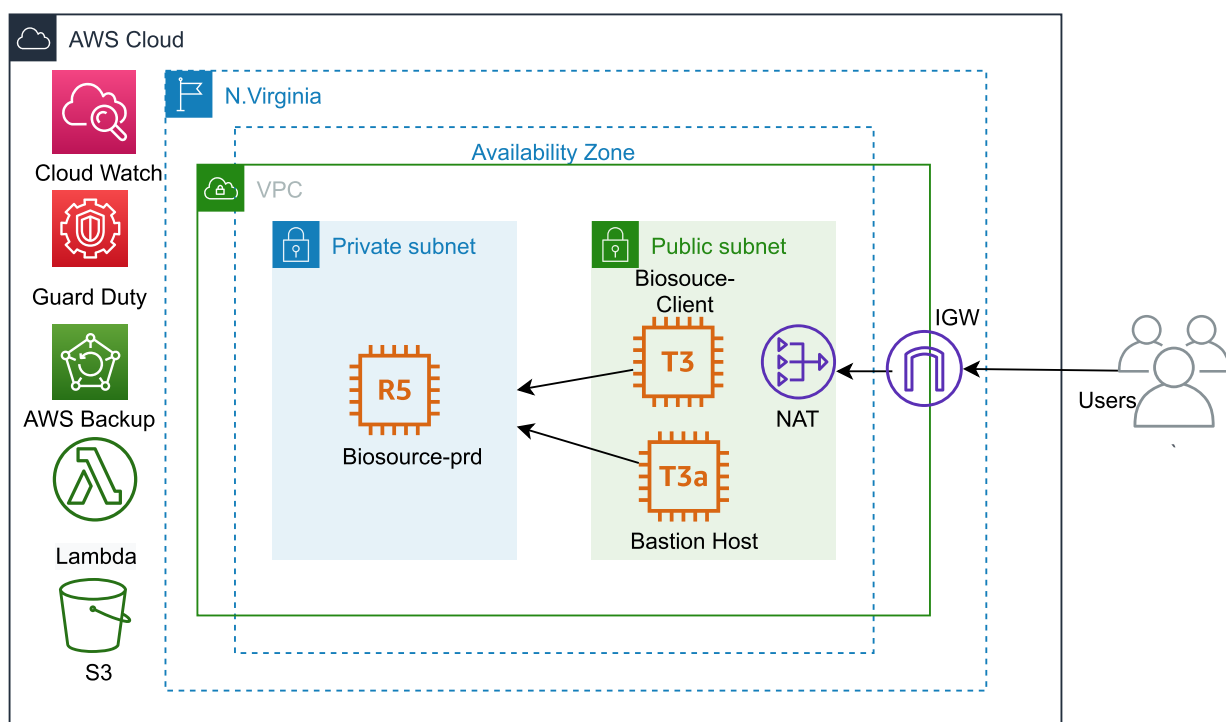 AWS Cloud
Cloud Watch
Guard Duty
AWS Backup
Lambda
S3
N.Virginia
Availability Zone
VPC
Private subnet
R5
Biosource-prd
Public subnet
Biosouce-
Client
T3
T3a
Bastion Host
NAT
IGW
Users
`